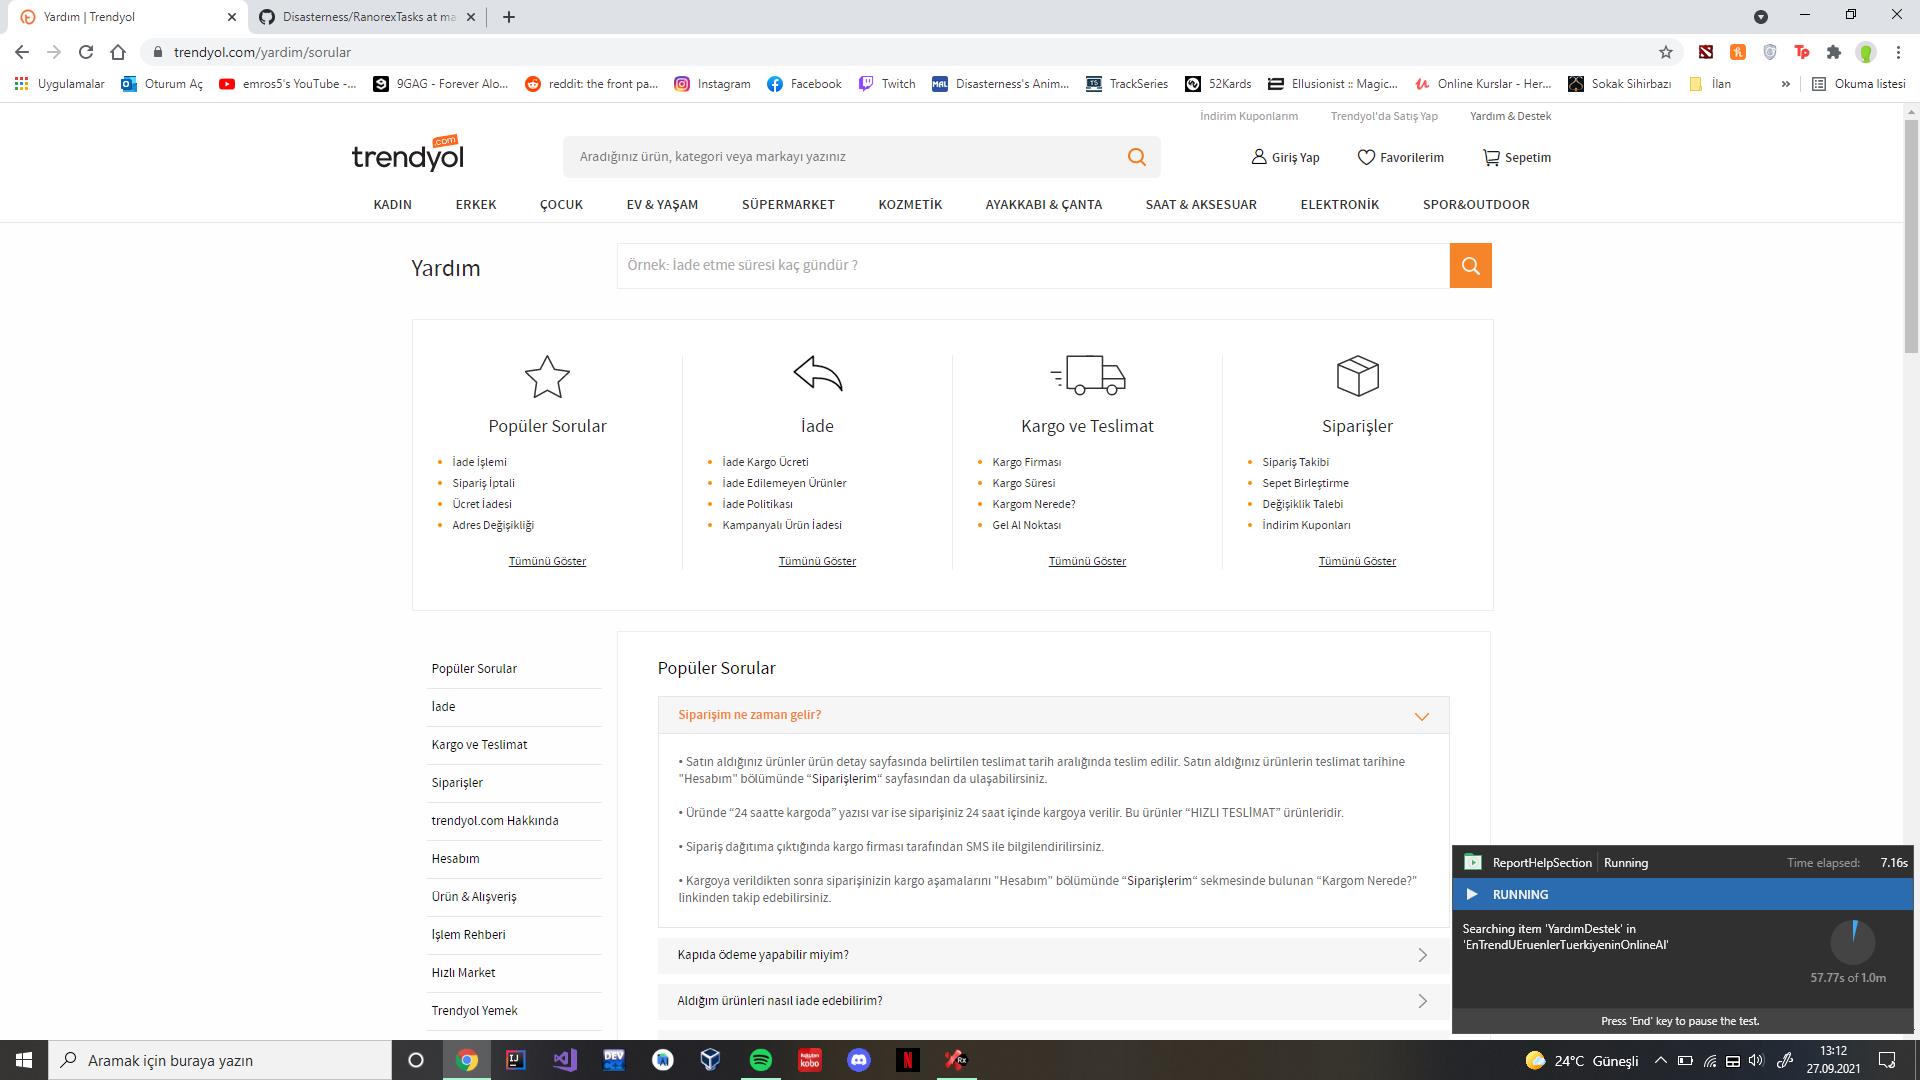 Yardım | Trendyol
Disasterness/RanorexTasks at ma
trendyol.com/yardim/sorular
Uygulamalar
Oturum Aç
emros5's YouTube -...
9GAG - Forever Alo...
reddit: the front pa...
Instagram
Facebook
Twitch
MAL
Disasterness's Anim...
TrackSeries
52Kards
Ellusionist :: Magic...
Online Kurslar - Her...
Sokak Sihirbazı
İlan
»
Okuma listesi
İndirim Kuponlarım
Trendyol'da Satış Yap
Yardım & Destek
trendyol .com
Aradığınız ürün, kategori veya markayı yazınız
Giriş Yap
Favorilerim
Sepetim
KADIN
ERKEK
ÇOCUK
EV & YAŞAM
SÜPERMARKET
KOZMETİK
AYAKKABI & ÇANTA
SAAT & AKSESUAR
ELEKTRONİK
SPOR&OUTDOOR
Yardım
Örnek: İade etme süresi kaç gündür ?
Popüler Sorular
• İade İşlemi
• Sipariş İptali
• Ücret İadesi
• Adres Değişikliği
Tümünü Göster
İade
• İade Kargo Ücreti
• İade Edilemeyen Ürünler
• İade Politikası
• Kampanyalı Ürün İadesi
Tümünü Göster
Kargo ve Teslimat
• Kargo Firması
• Kargo Süresi
• Kargom Nerede?
• Gel Al Noktası
Tümünü Göster
Siparişler
• Sipariş Takibi
• Sepet Birleştirme
• Değişiklik Talebi
• İndirim Kuponları
Tümünü Göster
Popüler Sorular
İade
Kargo ve Teslimat
Siparişler
trendyol.com Hakkında
Hesabım
Ürün & Alışveriş
İşlem Rehberi
Hızlı Market
Trendyol Yemek
Popüler Sorular
Siparişim ne zaman gelir?
• Satın aldığınız ürünler ürün detay sayfasında belirtilen teslimat tarih aralığında teslim edilir. Satın aldığınız ürünlerin teslimat tarihine
"Hesabım" bölümünde “Siparişlerim“ sayfasından da ulaşabilirsiniz.
• Üründe “24 saatte kargoda” yazısı var ise siparişiniz 24 saat içinde kargoya verilir. Bu ürünler “HIZLI TESLİMAT” ürünleridir.
• Sipariş dağıtıma çıktığında kargo firması tarafından SMS ile bilgilendirilirsiniz.
• Kargoya verildikten sonra siparişinizin kargo aşamalarını "Hesabım" bölümünde “Siparişlerim“ sekmesinde bulunan “Kargom Nerede?”
linkinden takip edebilirsiniz.
Kapıda ödeme yapabilir miyim?
Aldığım ürünleri nasıl iade edebilirim?
ReportHelpSection
Running
Time elapsed: 7.16s
RUNNING
Searching item 'YardımDestek' in
'EnTrendUEruenlerTuerkiyeninOnlineAl'
57.77s of 1.0m
Press 'End' key to pause the test.
Aramak için buraya yazın
24°C Güneşli
13:12
27.09.2021